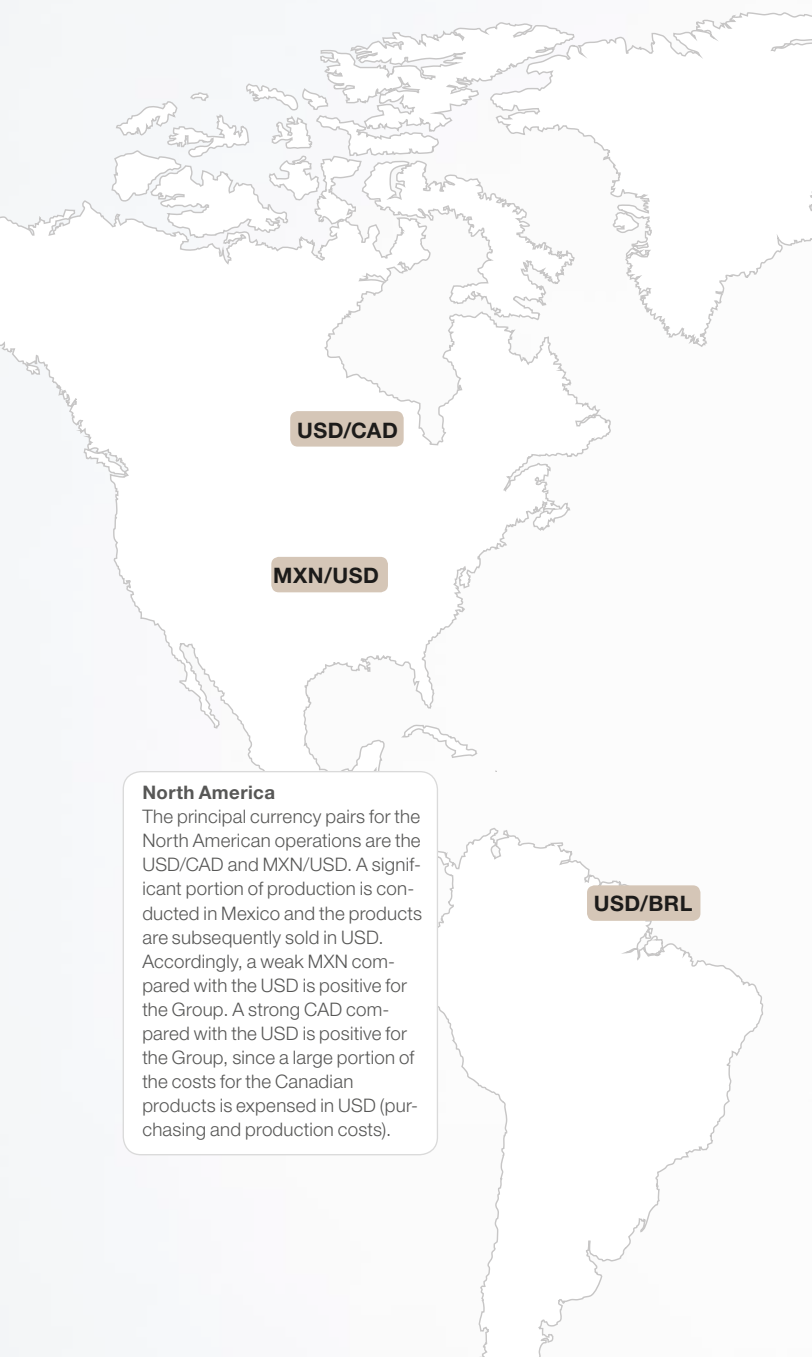 USD/CAD
MXN/USD
North America
The principal currency pairs for the
North American operations are the
USD/CAD and MXN/USD. A signif-
icant portion of production is con-
ducted in Mexico and the products
are subsequently sold in USD.
Accordingly, a weak MXN com-
pared with the USD is positive for
the Group. A strong CAD com-
pared with the USD is positive for
the Group, since a large portion of
the costs for the Canadian
products is expensed in USD (pur-
chasing and production costs).
USD/BRL